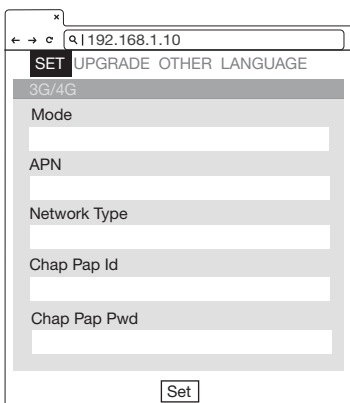 192.168.1.10
SET UPGRADE OTHER LANGUAGE
3G/4G
Mode
APN
Network Type
Chap Pap Id
Chap Pap Pwd
Set